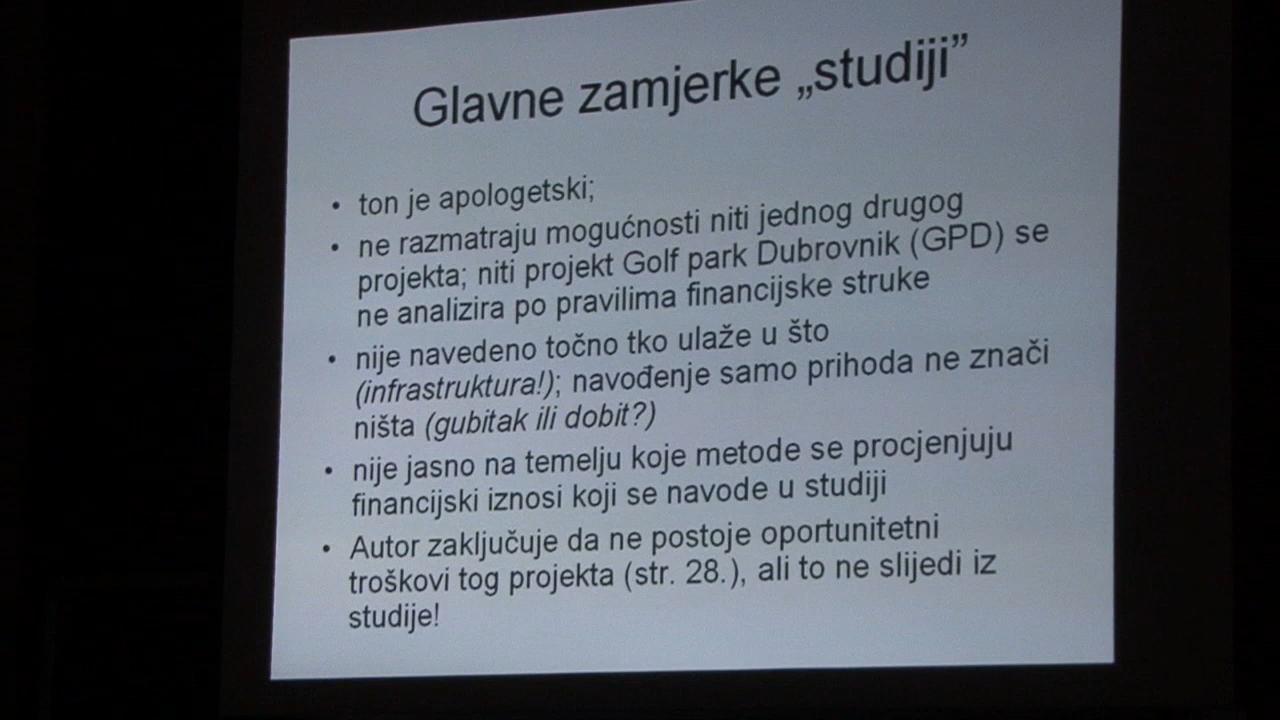 Glavne zamjerke „studiji”
• ton je apologetski;
• ne razmatraju mogućnosti niti jednog drugog
projekta; niti projekt Golf park Dubrovnik (GPD) se
ne analizira po pravilima financijske struke
• nije navedeno točno tko ulaže u što
(infrastruktura!); navođenje samo prihoda ne znači
ništa (gubitak ili dobit?)
• nije jasno na temelju koje metode se procjenjuju
financijski iznosi koji se navode u studiji
• Autor zaključuje da ne postoje oportunitetni
troškovi tog projekta (str. 28.), ali to ne slijedi iz
studije!